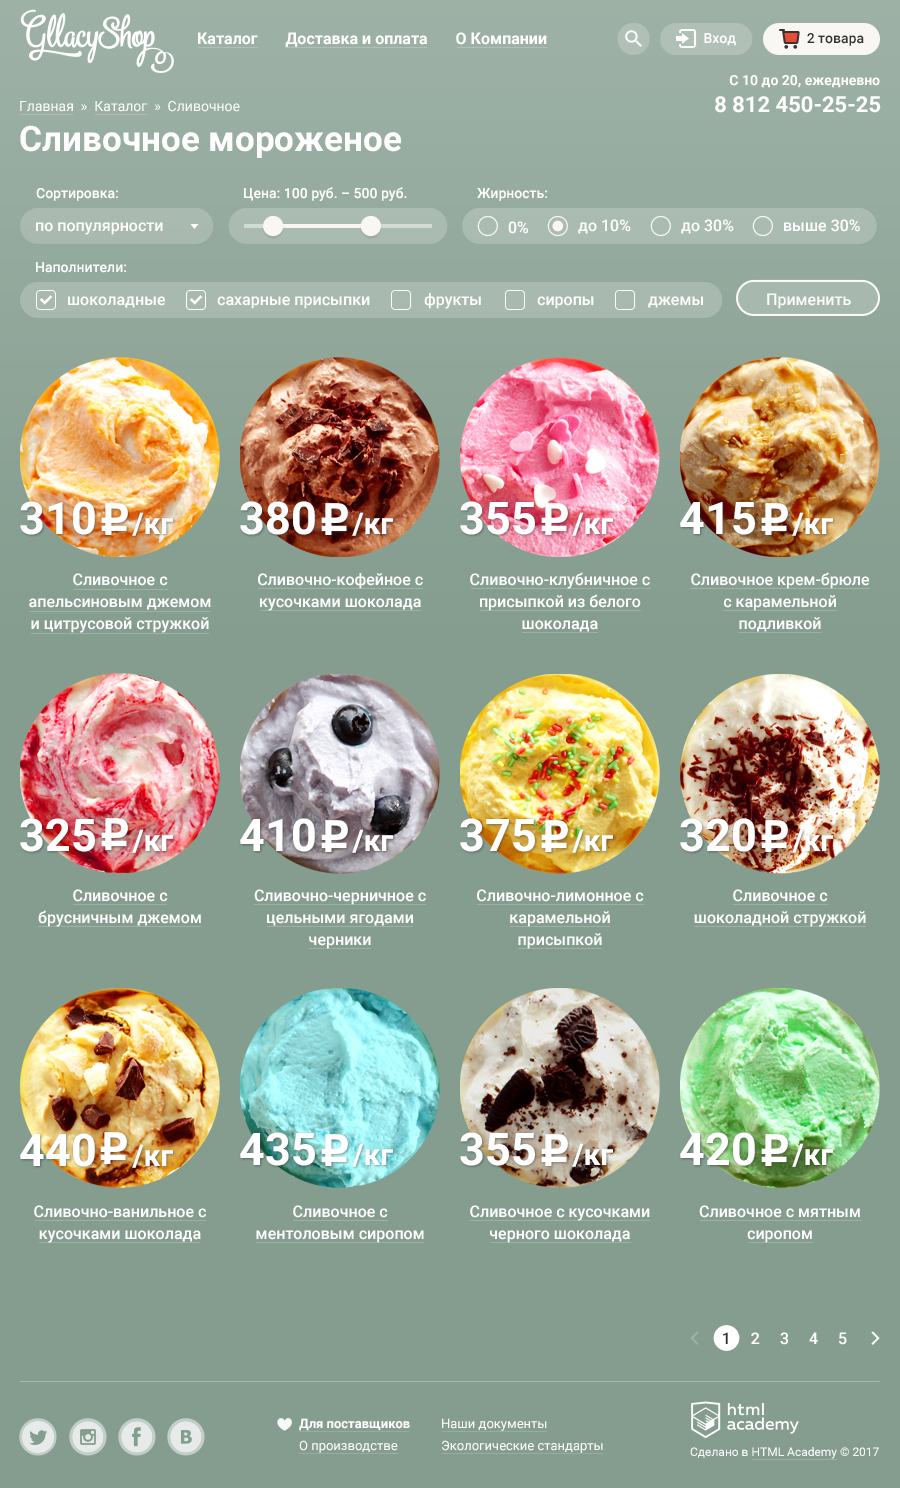 Gllacy Shop
Каталог Доставка и оплата О Компании
Вход 2 товара
С 10 до 20, ежедневно
8 812 450-25-25
Главная » Каталог » Сливочное
Сливочное мороженое
Сортировка: Цена: 100 руб. – 500 руб. Жирность:
по популярности 0% до 10% до 30% выше 30%
Наполнители:
шоколадные сахарные присыпки фрукты сиропы джемы Применить
310₽/кг 380₽/кг 355₽/кг 415₽/кг
Сливочное с
апельсиновым джемом
и цитрусовой стружкой
Сливочно-кофейное с
кусочками шоколада
Сливочно-клубничное с
присыпкой из белого
шоколада
Сливочное крем-брюле
с карамельной
подливкой
325₽/кг 410₽/кг 375₽/кг 320₽/кг
Сливочное с
брусничным джемом
Сливочно-черничное с
цельными ягодами
черники
Сливочно-лимонное с
карамельной
присыпкой
Сливочное с
шоколадной стружкой
440₽/кг 435₽/кг 355₽/кг 420₽/кг
Сливочно-ванильное с
кусочками шоколада
Сливочное с
ментоловым сиропом
Сливочное с кусочками
черного шоколада
Сливочное с мятным
сиропом
1 2 3 4 5
B
Для поставщиков Наши документы
О производстве Экологические стандарты
html
academy
Сделано в HTML Academy © 2017